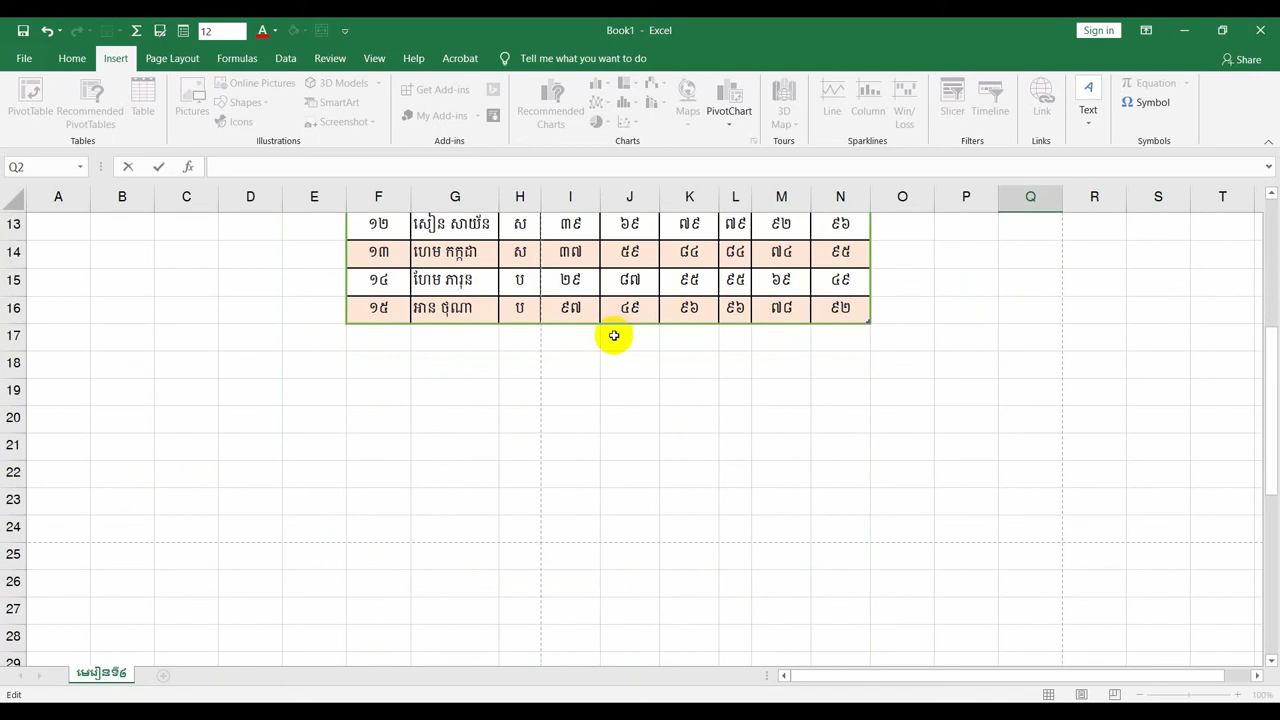 12
A
Book1 - Excel
Sign in
File Home Insert Page Layout Formulas Data Review View Help Acrobat Tell me what you want to do Share
PivotTable Recommended PivotTables Table Pictures Online Pictures Shapes Icons 3D Models SmartArt Screenshot Get Add-ins My Add-ins Recommended Charts Maps PivotChart 3D Map Line Column Win/Loss Slicer Timeline Link A Text Equation Symbol
Tables Illustrations Add-ins Charts Tours Sparklines Filters Links Symbols
Q2 fx
A B C D E F G H I J K L M N O P Q R S T
13 ១២ សៀន សាយ័ន ស ៣៩ ៦៩ ៧៩ ៧៩ ៩២ ៩៦
14 ១៣ ហែម កក្កដា ស ៣៧ ៥៩ ៨៤ ៨៤ ៧៤ ៩៥
15 ១៤ ហែម ភារុន ប ២៩ ៨៧ ៩៥ ៩៥ ៦៩ ៤៩
16 ១៥ អាន ថុណា ប ៩៧ ៤៩ ៩៦ ៩៦ ៧៨ ៩២
17
18
19
20
21
22
23
24
25
26
27
28
29
មេរៀនទី៤
Edit
100%